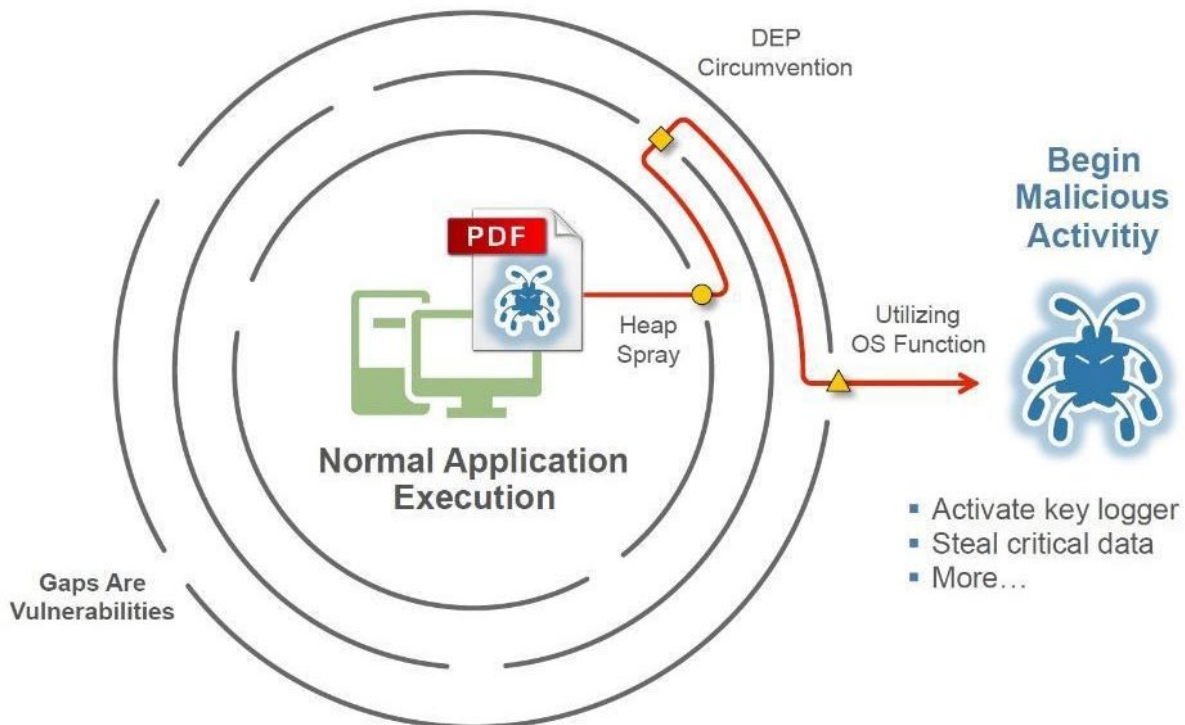 DEP
Circumvention
PDF
Begin
Malicious
Activitiy
Heap
Spray
Utilizing
OS Function
Normal Application
Execution
Gaps Are
Vulnerabilities
▪ Activate key logger
▪ Steal critical data
▪ More…